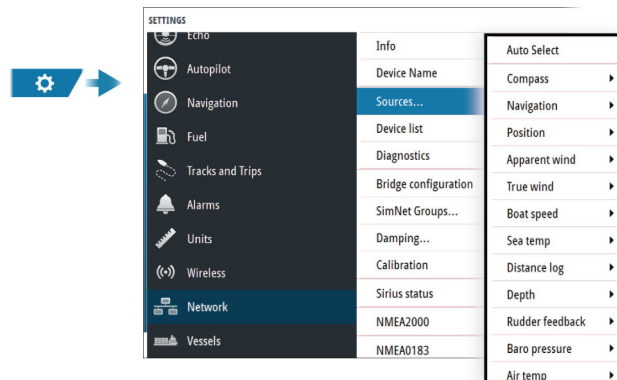 SETTINGS
Echo
Autopilot
Navigation
Fuel
Tracks and Trips
Alarms
Units
Wireless
Network
Vessels
Info
Device Name
Sources...
Device list
Diagnostics
Bridge configuration
SimNet Groups...
Damping...
Calibration
Sirius status
NMEA2000
NMEA0183
Auto Select
Compass
Navigation
Position
Apparent wind
True wind
Boat speed
Sea temp
Distance log
Depth
Rudder feedback
Baro pressure
Air temp